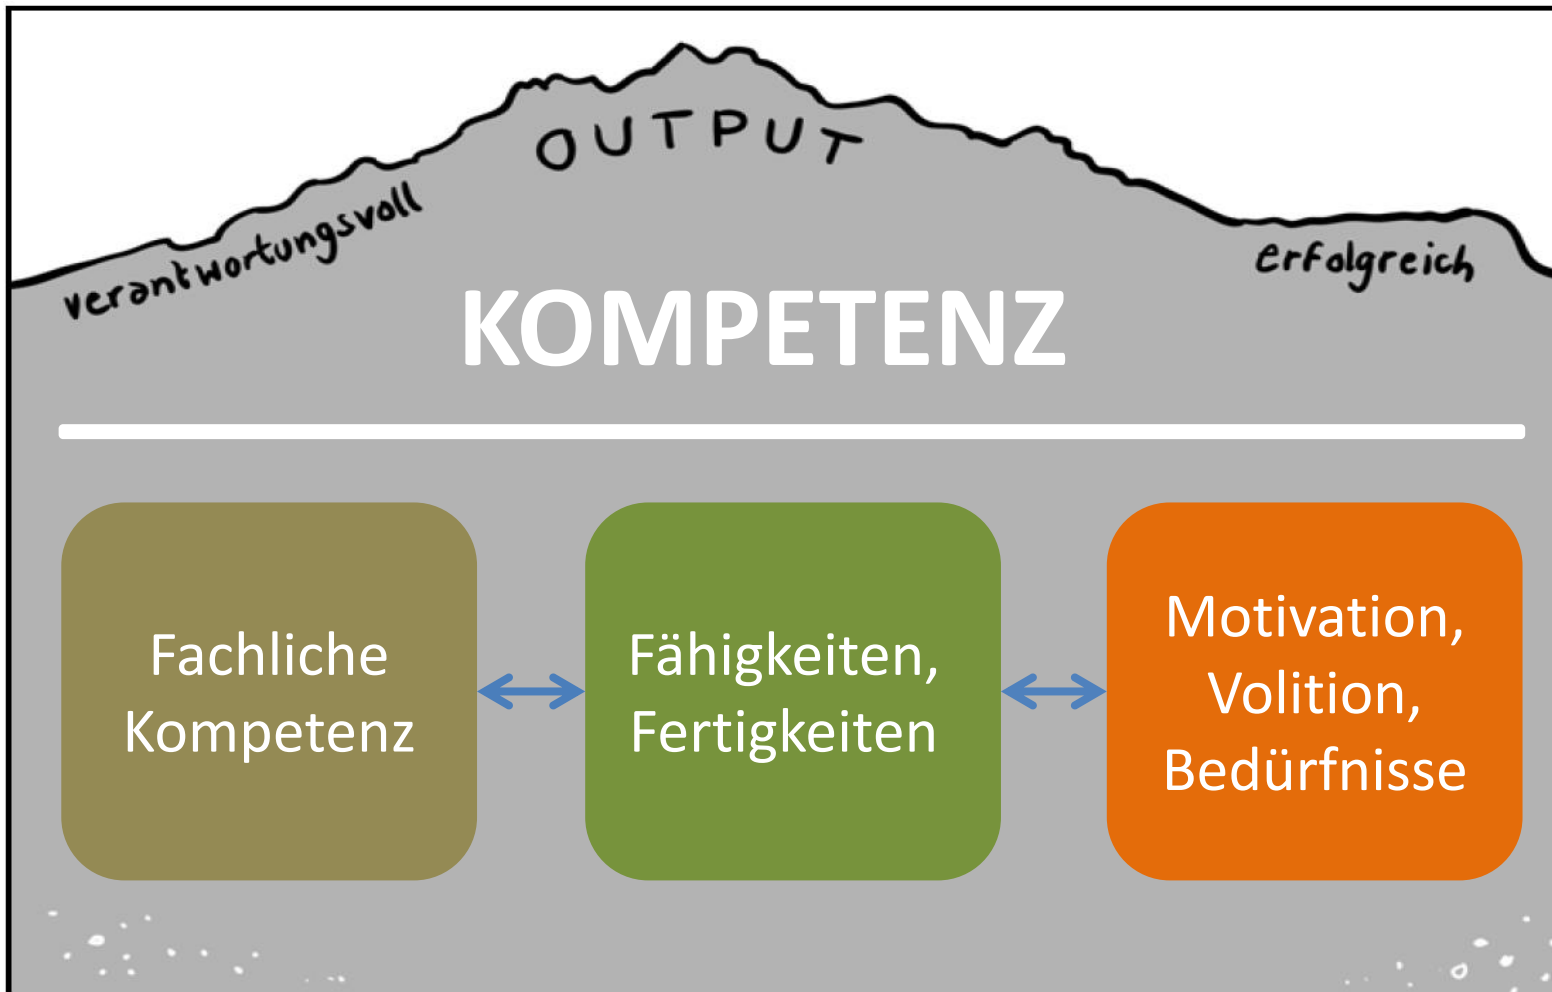 OUTPUT
verantwortungsvoll
erfolgreich
KOMPETENZ
Fachliche
Kompetenz
Fähigkeiten,
Fertigkeiten
Motivation,
Volition,
Bedürfnisse